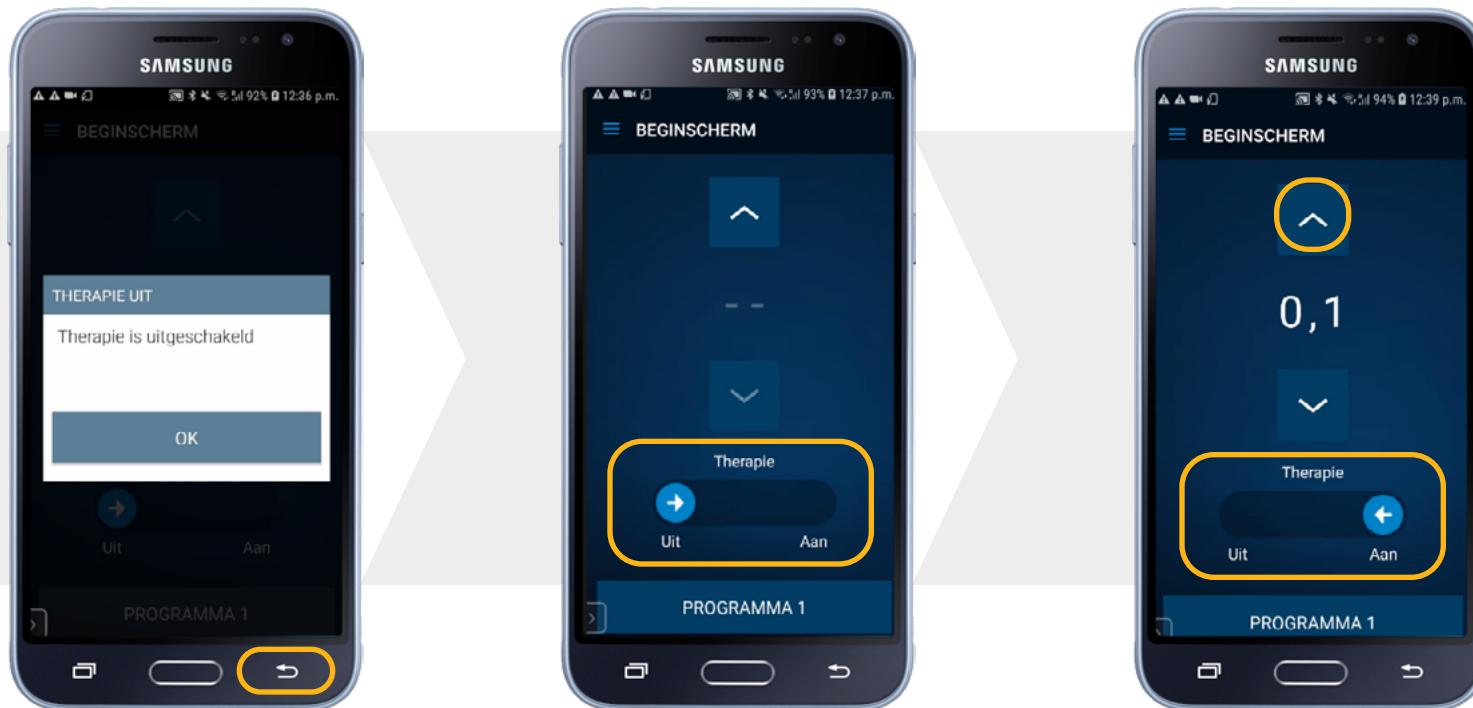 SAMSUNG
92% 12:36 p.m.
BEGINSCHERM
THERAPIE UIT
Therapie is uitgeschakeld
OK
Uit Aan
PROGRAMMA 1
SAMSUNG
93% 12:37 p.m.
BEGINSCHERM
- -
Therapie
Uit Aan
PROGRAMMA 1
SAMSUNG
94% 12:39 p.m.
BEGINSCHERM
0,1
Therapie
Uit Aan
PROGRAMMA 1